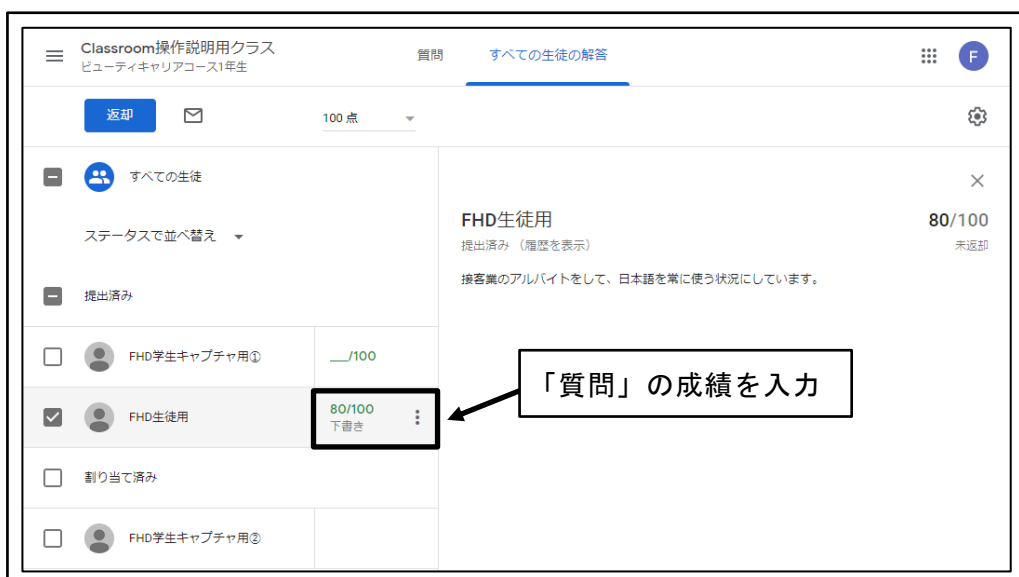 Classroom操作説明用クラス
ビューティキャリアコース1年生
質問
すべての生徒の解答
F
返却
100 点
すべての生徒
ステータスで並べ替え
提出済み
FHD学生キャプチャ用①
__/100
FHD生徒用
80/100
下書き
割り当て済み
FHD学生キャプチャ用②
FHD生徒用
80/100
提出済み （履歴を表示）
未返却
接客業のアルバイトをして、日本語を常に使う状況にしています。
「質問」の成績を入力